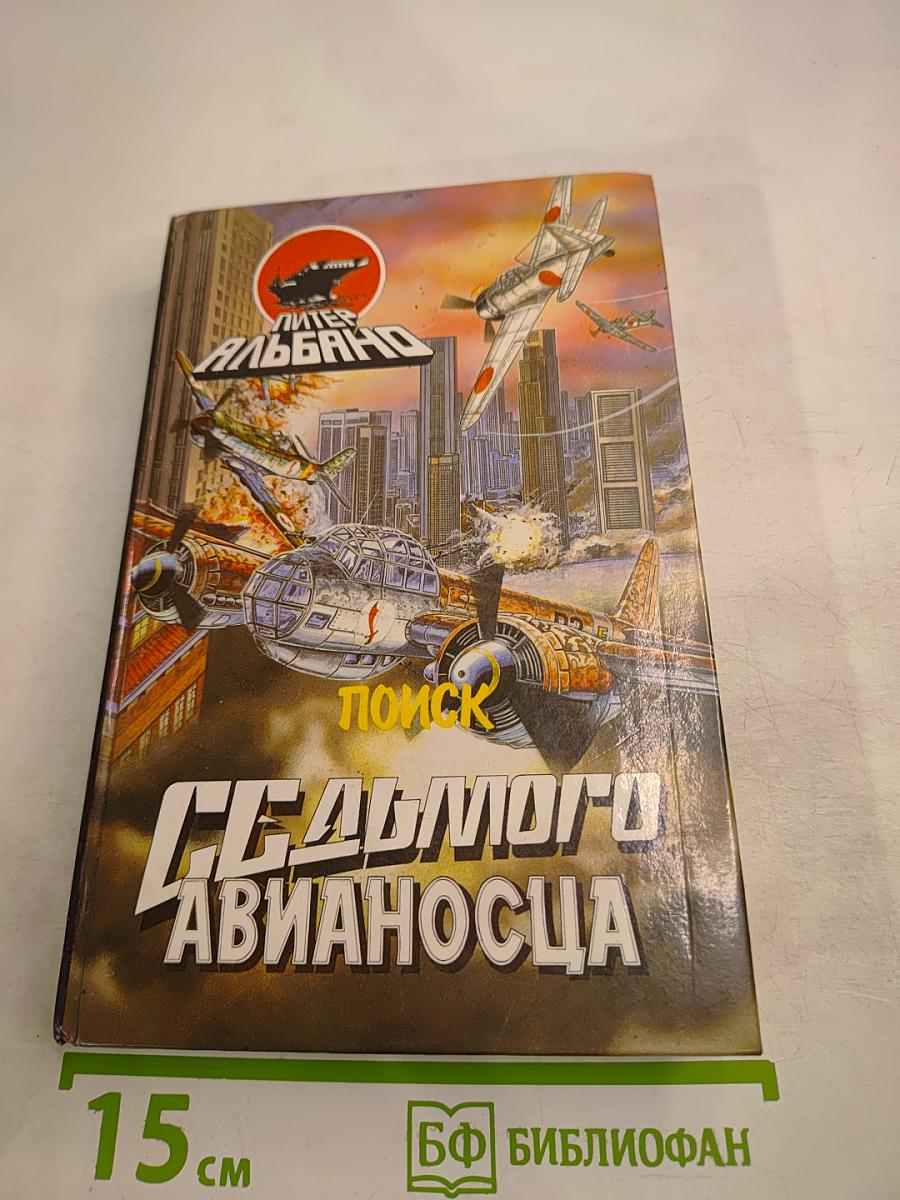 ПИТЕР
АЛЬБАНО
ПОИСК
СЕДЬМОГО
АВИАНОСЦА
15 см
БФ БИБЛИОФАН